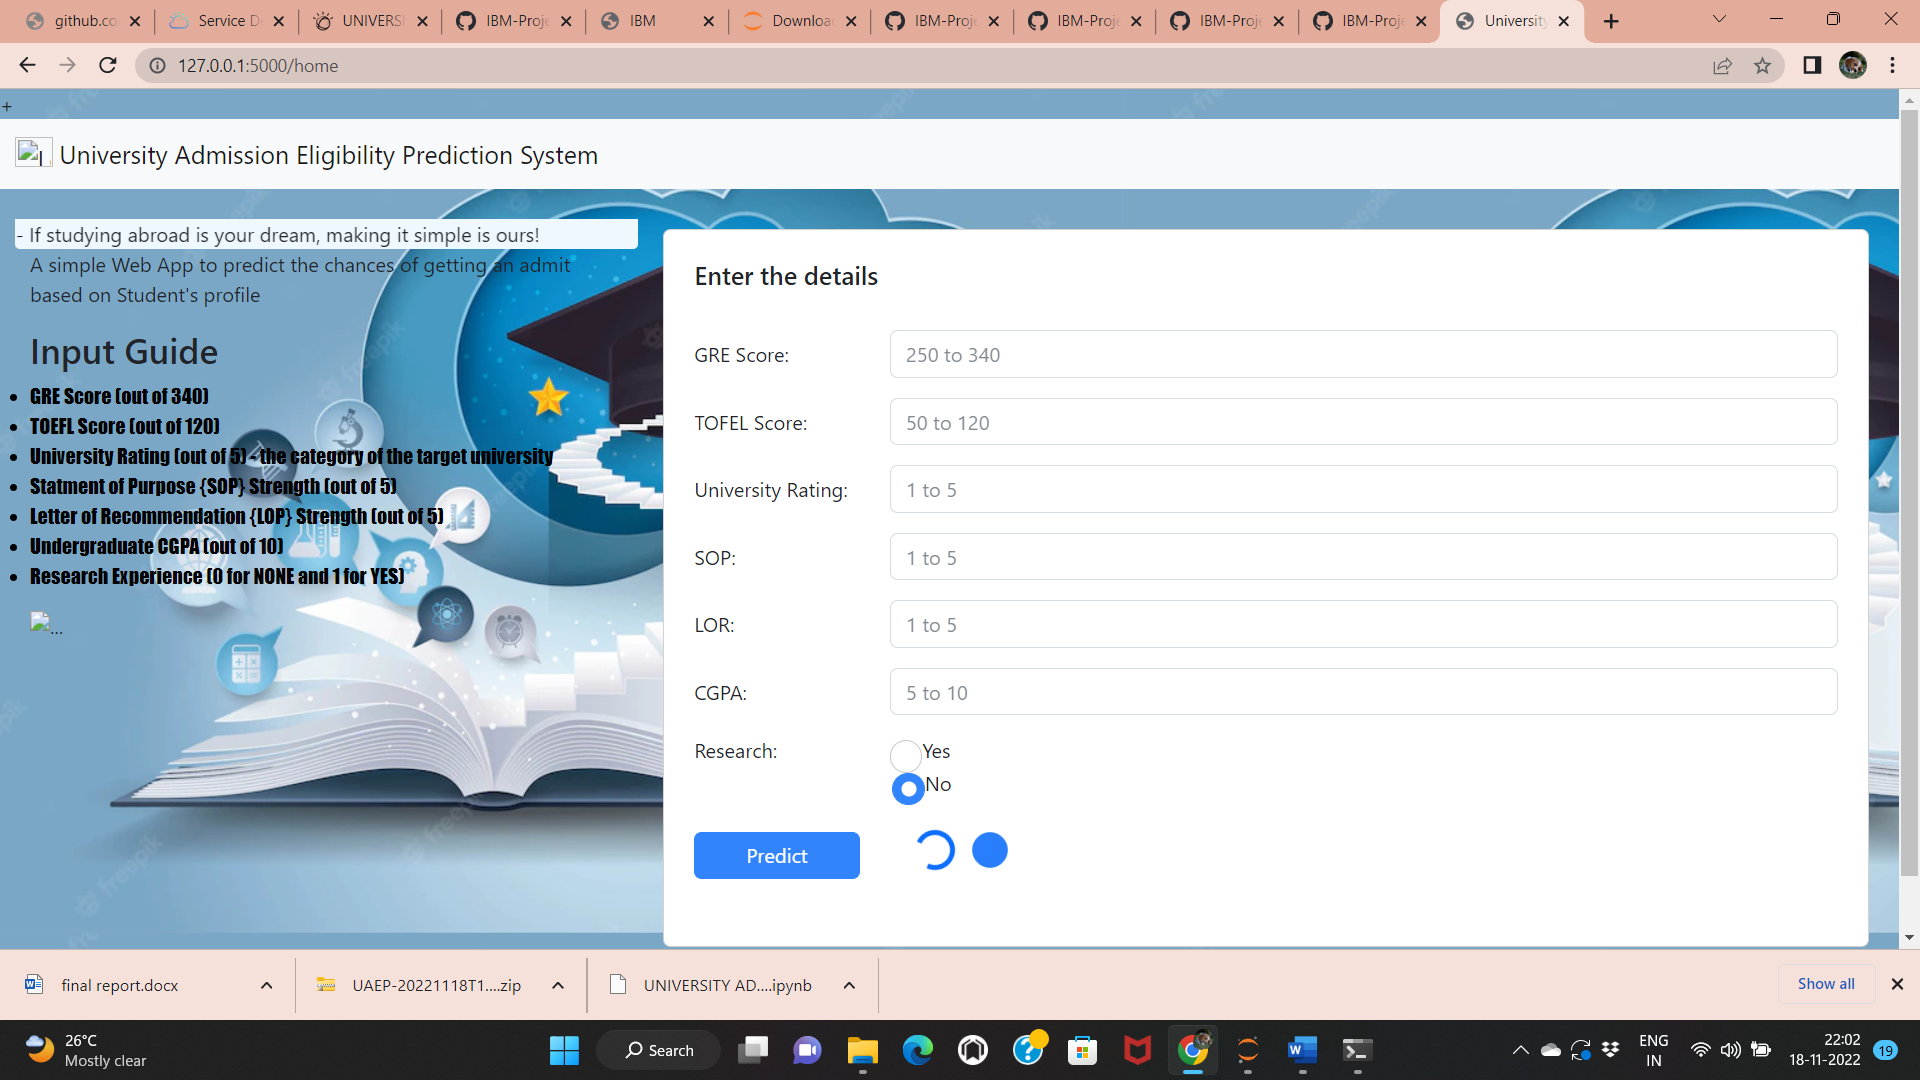 github.co
Service D
UNIVERSI
IBM-Proje
IBM
Downloa
IBM-Proje
IBM-Proje
IBM-Proje
IBM-Proje
University
127.0.0.1:5000/home
+
University Admission Eligibility Prediction System
- If studying abroad is your dream, making it simple is ours!
A simple Web App to predict the chances of getting an admit
based on Student's profile
Input Guide
GRE Score (out of 340)
TOEFL Score (out of 120)
University Rating (out of 5) - the category of the target university
Statment of Purpose {SOP} Strength (out of 5)
Letter of Recommendation {LOP} Strength (out of 5)
Undergraduate CGPA (out of 10)
Research Experience (0 for NONE and 1 for YES)
...
Enter the details
GRE Score: 250 to 340
TOFEL Score: 50 to 120
University Rating: 1 to 5
SOP: 1 to 5
LOR: 1 to 5
CGPA: 5 to 10
Research: Yes
No
Predict
final report.docx
UAEP-20221118T1....zip
UNIVERSITY AD....ipynb
Show all
26°C
Mostly clear
Search
ENG
IN
22:02
18-11-2022
19